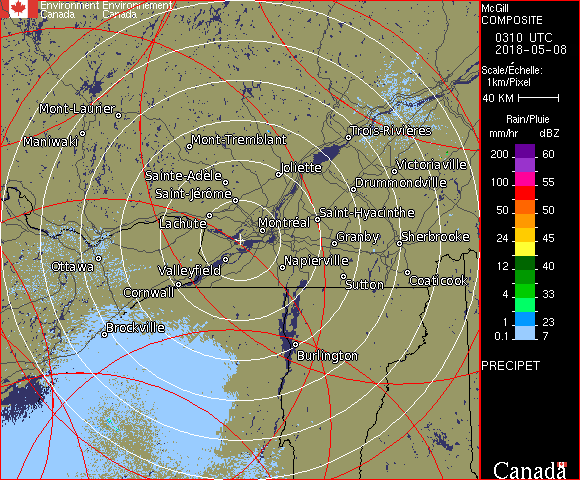 Environment Environnement
Canada Canada
McGill
COMPOSITE
0310 UTC
2018-05-08
Scale/Échelle:
1km/Pixel
40 KM
Rain/Pluie
mm/hr dBZ
200 60
100 55
50 50
24 45
12 40
4 33
1 23
0.1 7
PRECIPET
Mont-Laurier
Maniwaki
Mont-Tremblant
Trois-Rivières
Sainte-Adèle
Joliette
Victoriaville
Saint-Jérôme
Drummondville
Lachute
Montréal
Saint-Hyacinthe
Granby
Sherbrooke
Ottawa
Valleyfield
Napierville
Cornwall
Sutton
Coaticook
Brockville
Burlington
Canada